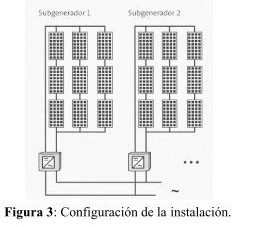 Subgenerador 1 Subgenerador 2
...
~
Figura 3: Configuración de la instalación.